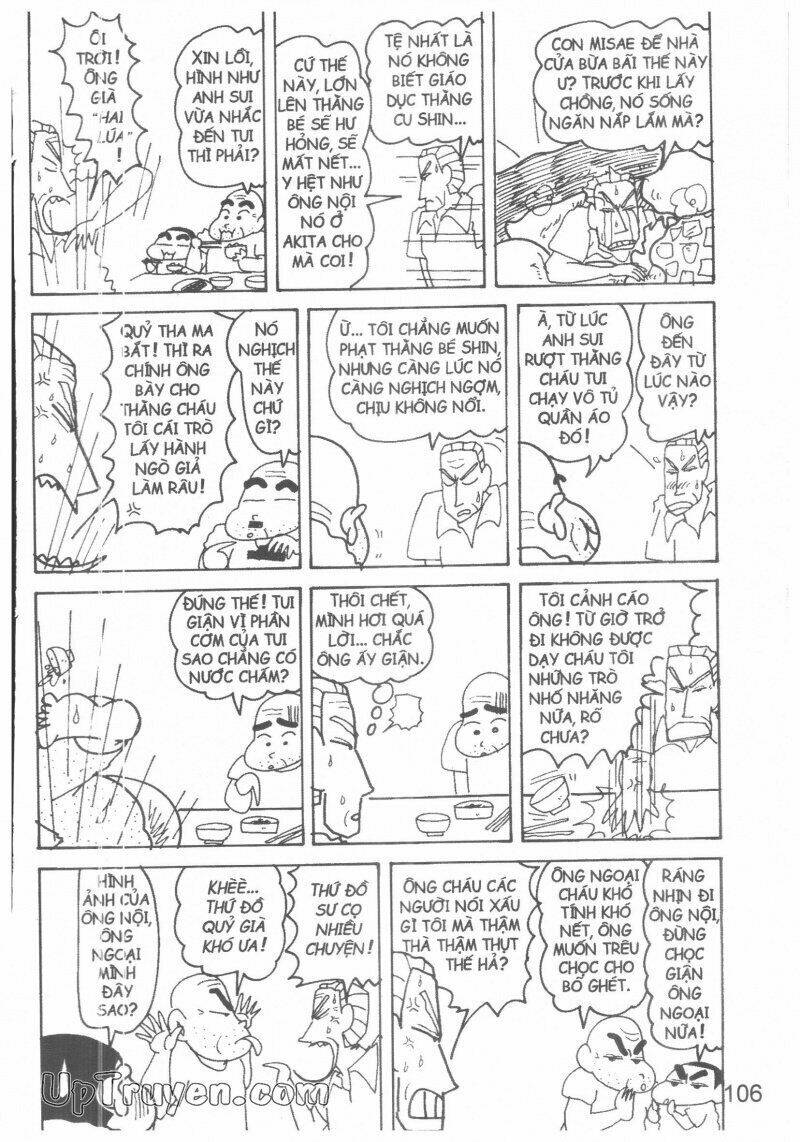 CON MISAE ĐỂ NHÀ
CỬA BỪA BÃI THẾ NÀY
Ư? TRƯỚC KHI LẤY
CHỒNG, NÓ SỐNG
NGĂN NẮP LẮM MÀ?
TỆ NHẤT LÀ
NÓ KHÔNG
BIẾT GIÁO
DỤC THẰNG
CU SHIN...
CỨ THẾ
NÀY, LỚN
LÊN THẰNG
BÉ SẼ HƯ
HỎNG, SẼ
MẤT NẾT...
Y HỆT NHƯ
ÔNG NỘI
NÓ Ở
AKITA CHO
MÀ COI!
XIN LỖI,
HÌNH NHƯ
ANH SUI
VỪA NHẮC
ĐẾN TUI
THÌ PHẢI?
ÔI
TRỜI!
ÔNG
GIÀ
"HAI
LÚA"
!
ÔNG
ĐẾN
ĐÂY TỪ
LÚC NÀO
VẬY?
À, TỪ LÚC
ANH SUI
RƯỢT THẰNG
CHÁU TUI
CHẠY VÔ TỦ
QUẦN ÁO
ĐÓ!
Ừ... TÔI CHẲNG MUỐN
PHẠT THẰNG BÉ SHIN,
NHƯNG CÀNG LÚC NÓ
CÀNG NGHỊCH NGỢM,
CHỊU KHÔNG NỔI.
NÓ
NGHỊCH
THẾ
NÀY
CHỨ
GÌ?
QUỶ THA MA
BẮT! THÌ RA
CHÍNH ÔNG
BÀY CHO
THẰNG CHÁU
TÔI CÁI TRÒ
LẤY HÀNH
NGÒ GIẢ
LÀM RÂU!
TÔI CẢNH CÁO
ÔNG! TỪ GIỜ TRỞ
ĐI KHÔNG ĐƯỢC
DẠY CHÁU TÔI
NHỮNG TRÒ
NHỐ NHĂNG
NỮA, RÕ
CHƯA?
THÔI CHẾT,
MÌNH HƠI QUÁ
LỜI... CHẮC
ÔNG ẤY GIẬN.
ĐÚNG THẾ! TUI
GIẬN VÌ PHẦN
CƠM CỦA TUI
SAO CHẲNG CÓ
NƯỚC CHẤM?
RÁNG
NHỊN ĐI
ÔNG NỘI,
ĐỪNG
CHỌC
GIẬN
ÔNG
NGOẠI
NỮA!
ÔNG NGOẠI
CHÁU KHÓ
TÍNH KHÓ
NẾT, ÔNG
MUỐN TRÊU
CHỌC CHO
BÕ GHÉT.
ÔNG CHÁU CÁC
NGƯỜI NÓI XẤU
GÌ TÔI MÀ THẬM
THÀ THẬM THỤT
THẾ HẢ?
THỨ ĐỒ
SƯ CỌ
NHIỀU
CHUYỆN!
KHÈÈ...
THỨ ĐỒ
QUỶ GIÀ
KHÓ ƯA!
HÌNH
ẢNH CỦA
ÔNG NỘI,
ÔNG
NGOẠI
MÌNH
ĐÂY
SAO?
UpTruyen.com
106